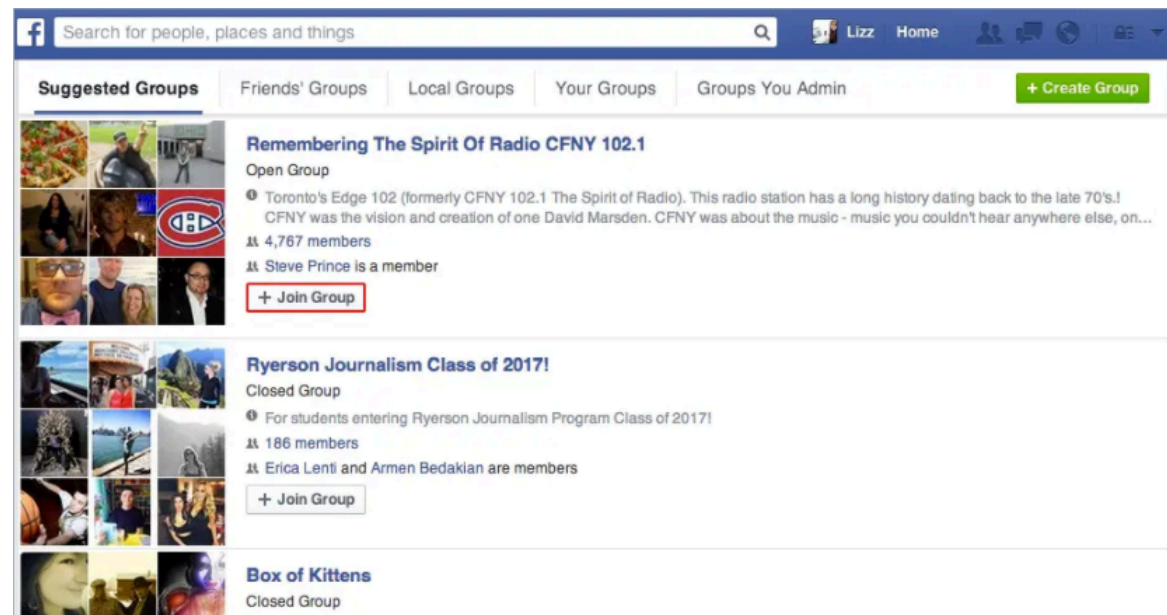 f
Search for people, places and things
Lizz Home
Suggested Groups Friends' Groups Local Groups Your Groups Groups You Admin + Create Group
Remembering The Spirit Of Radio CFNY 102.1
Open Group
Toronto's Edge 102 (formerly CFNY 102.1 The Spirit of Radio). This radio station has a long history dating back to the late 70's.!
CFNY was the vision and creation of one David Marsden. CFNY was about the music - music you couldn't hear anywhere else, on...
4,767 members
Steve Prince is a member
+ Join Group
Ryerson Journalism Class of 2017!
Closed Group
For students entering Ryerson Journalism Program Class of 2017!
186 members
Erica Lenti and Armen Bedakian are members
+ Join Group
Box of Kittens
Closed Group